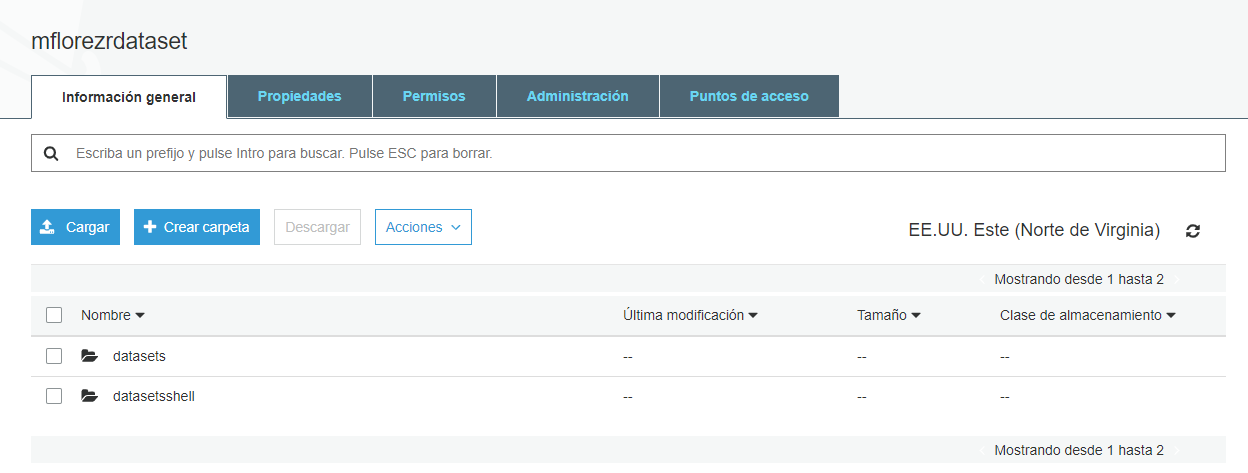 mflorezrdataset
Información general Propiedades Permisos Administración Puntos de acceso
Escriba un prefijo y pulse Intro para buscar. Pulse ESC para borrar.
Cargar Crear carpeta Descargar Acciones EE.UU. Este (Norte de Virginia)
Mostrando desde 1 hasta 2
Nombre Última modificación Tamaño Clase de almacenamiento
datasets -- -- --
datasetsshell -- -- --
Mostrando desde 1 hasta 2